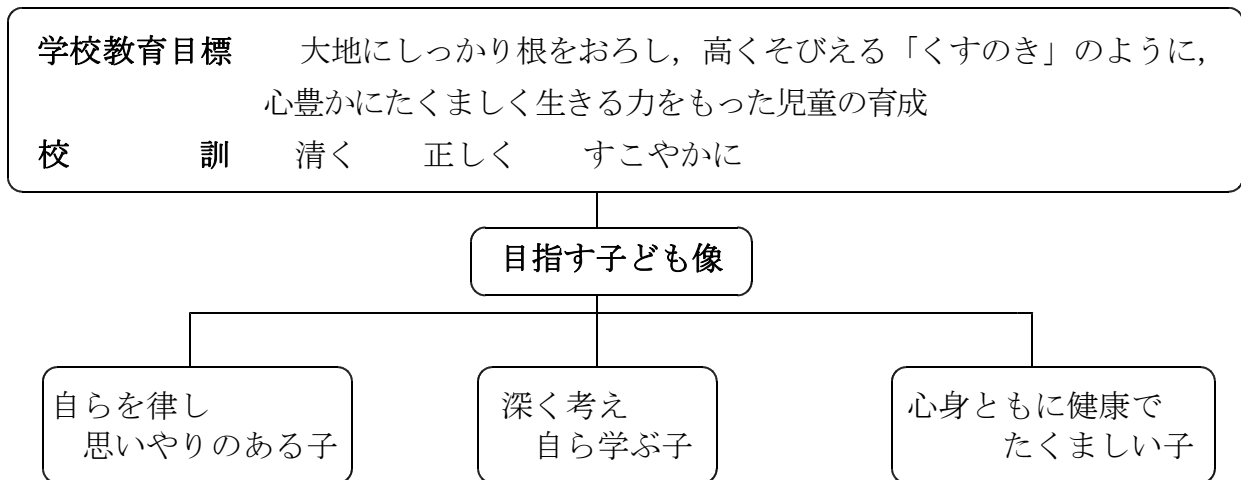 学校教育目標　　大地にしっかり根をおろし，高くそびえる「くすのき」のように，
心豊かにたくましく生きる力をもった児童の育成
校　　　　訓　　清く　　正しく　　すこやかに
目指す子ども像
自らを律し
思いやりのある子
深く考え
自ら学ぶ子
心身ともに健康で
たくましい子